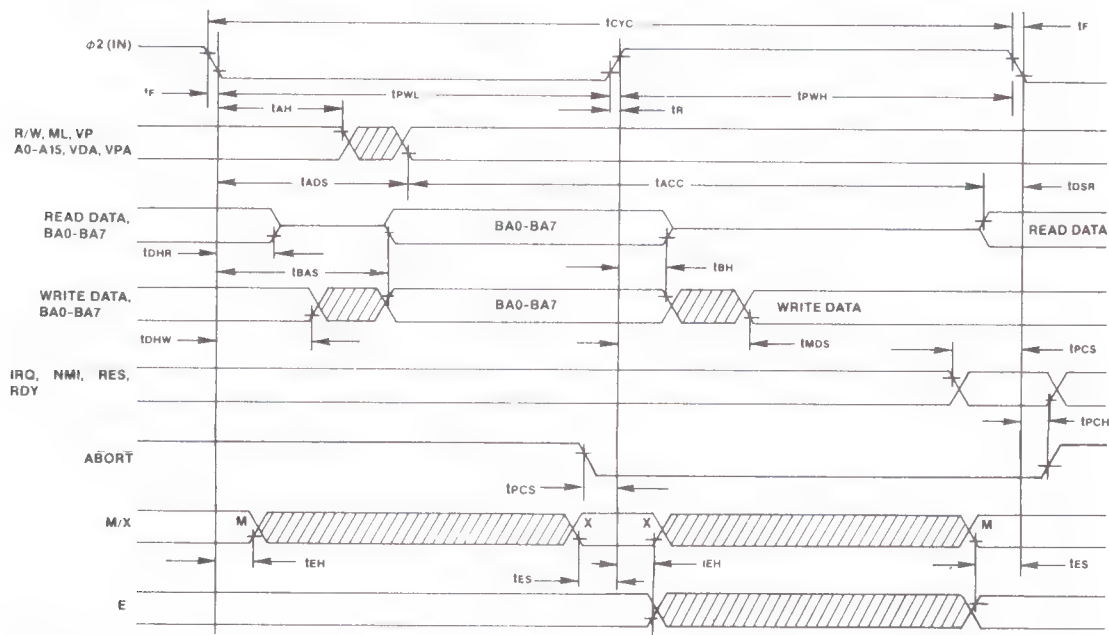 tCYC tF
ϕ2 (IN)
tF tPWL tPWH
tAH tR
R/W, ML, VP
A0-A15, VDA, VPA
tADS tACC tDSR
READ DATA,
BA0-BA7
BA0-BA7 READ DATA
tDHR tBH
tBAS
WRITE DATA,
BA0-BA7
BA0-BA7 WRITE DATA
tDHW tMDS tPCS
IRQ, NMI, RES,
RDY
tPCH
ABORT
tPCS
M/X M X X M
tEH tES tEH tES
E